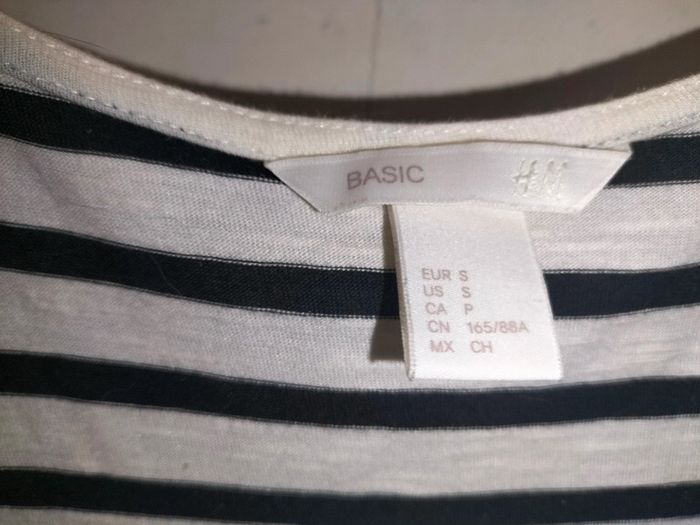 BASIC H&M
EUR S
US S
CA P
CN 165/88A
MX CH